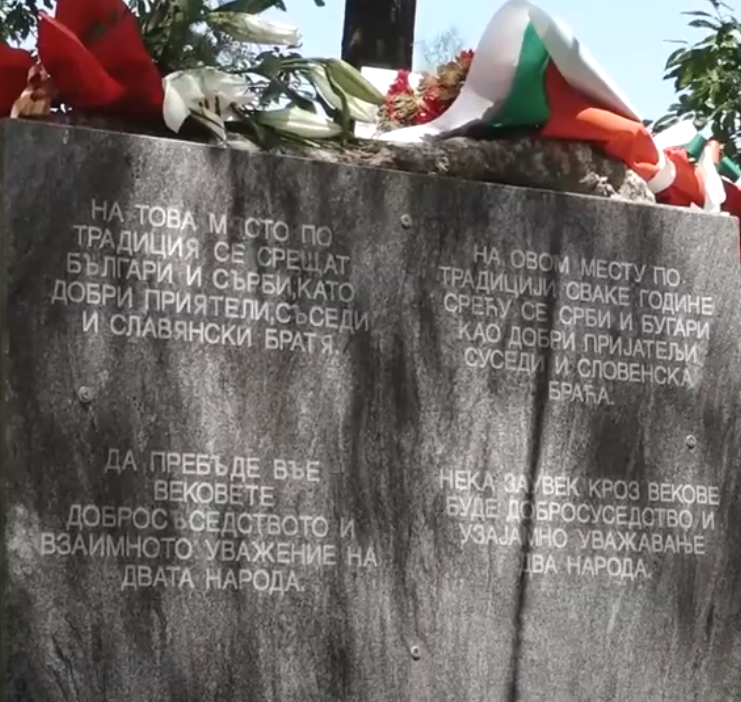 НА ТОВА МЯСТО ПО
ТРАДИЦИЯ СЕ СРЕЩАТ
БЪЛГАРИ И СЪРБИ,КАТО
ДОБРИ ПРИЯТЕЛИ,СЪСЕДИ
И СЛАВЯНСКИ БРАТЯ.
ДА ПРЕБЪДЕ ВЪЕ
ВЕКОВЕТЕ
ДОБРОСЪСЕДСТВОТО И
ВЗАИМНОТО УВАЖЕНИЕ НА
ДВАТА НАРОДА.
НА ОВОМ МЕСТУ ПО
ТРАДИЦИЈИ СВАКЕ ГОДИНЕ
СРЕЋУ СЕ СРБИ И БУГАРИ
КАО ДОБРИ ПРИЈАТЕЉИ,
СУСЕДИ И СЛОВЕНСКА
БРАЋА.
НЕКА ЗАУВЕК КРОЗ ВЕКОВЕ
БУДЕ ДОБРОСУСЕДСТВО И
УЗАЈАМНО УВАЖАВАЊЕ
ДВА НАРОДА.